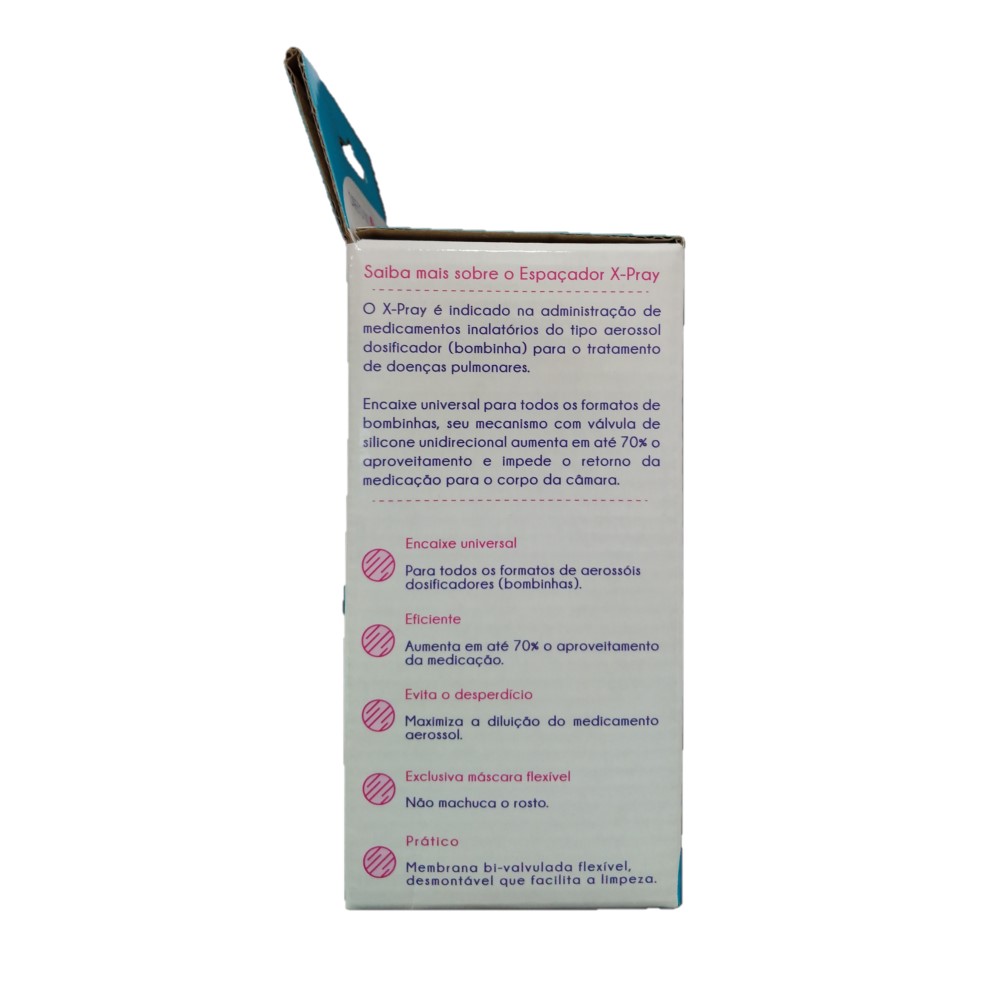 Saiba mais sobre o Espaçador X-Pray
O X-Pray é indicado na administração de
medicamentos inalatórios do tipo aerossol
dosificador (bombinha) para o tratamento
de doenças pulmonares.
Encaixe universal para todos os formatos de
bombinhas, seu mecanismo com válvula de
silicone unidirecional aumenta em até 70% o
aproveitamento e impede o retorno da
medicação para o corpo da câmara.
Encaixe universal
Para todos os formatos de aerossóis
dosificadores (bombinhas).
Eficiente
Aumenta em até 70% o aproveitamento
da medicação.
Evita o desperdício
Maximiza a diluição do medicamento
aerossol.
Exclusiva máscara flexível
Não machuca o rosto.
Prático
Membrana bi-valvulada flexível,
desmontável que facilita a limpeza.